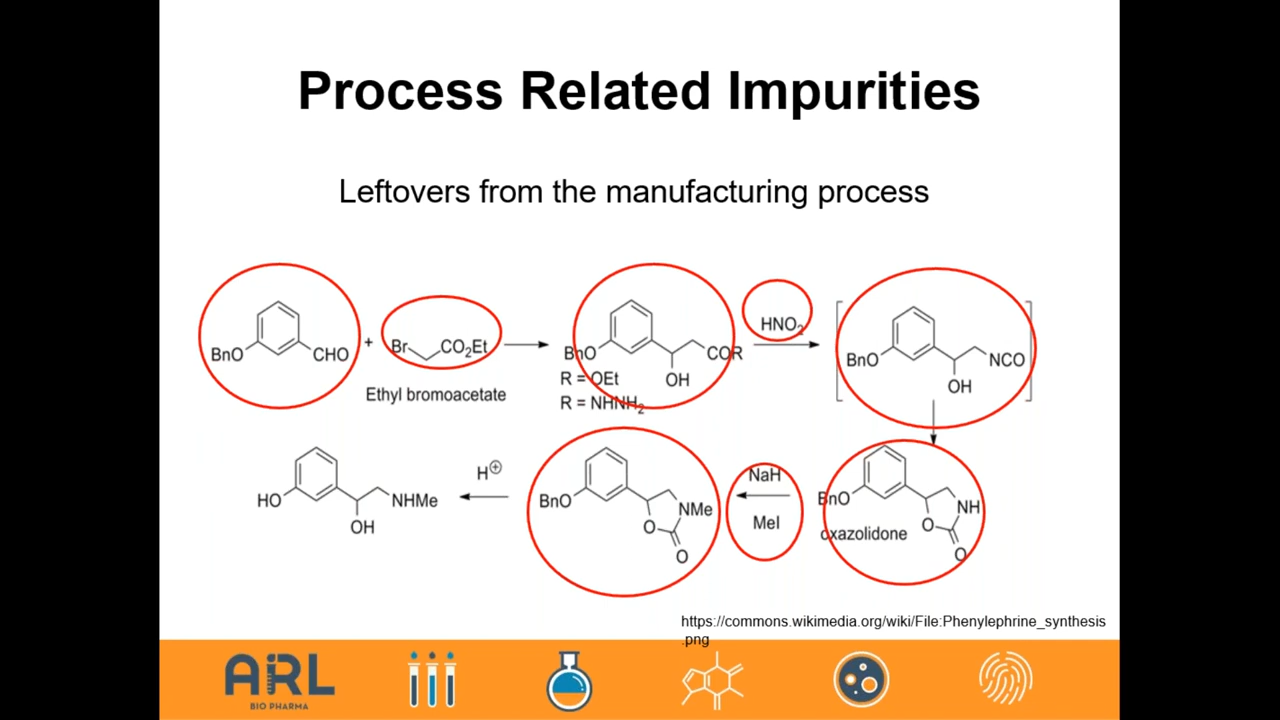 Process Related Impurities
Leftovers from the manufacturing process
BnO
CHO
+
Br
CO₂Et
Ethyl bromoacetate
BnO
OH
COR
R = OEt
R = NHNH₂
HNO₂
BnO
OH
NCO
HO
OH
NHMe
H⊕
BnO
O
NMe
O
NaH
MeI
BnO
O
NH
O
oxazolidone
https://commons.wikimedia.org/wiki/File:Phenylephrine_synthesis
.png
ARL
BIO PHARMA